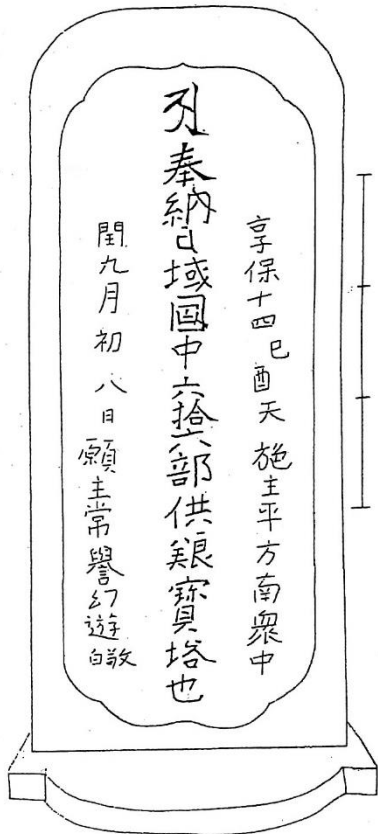 享保十四巳酉天 施主平方南衆中
奉納日域國中六拾六部供養寶塔也
閏九月初八日願主常譽幻遊敬白